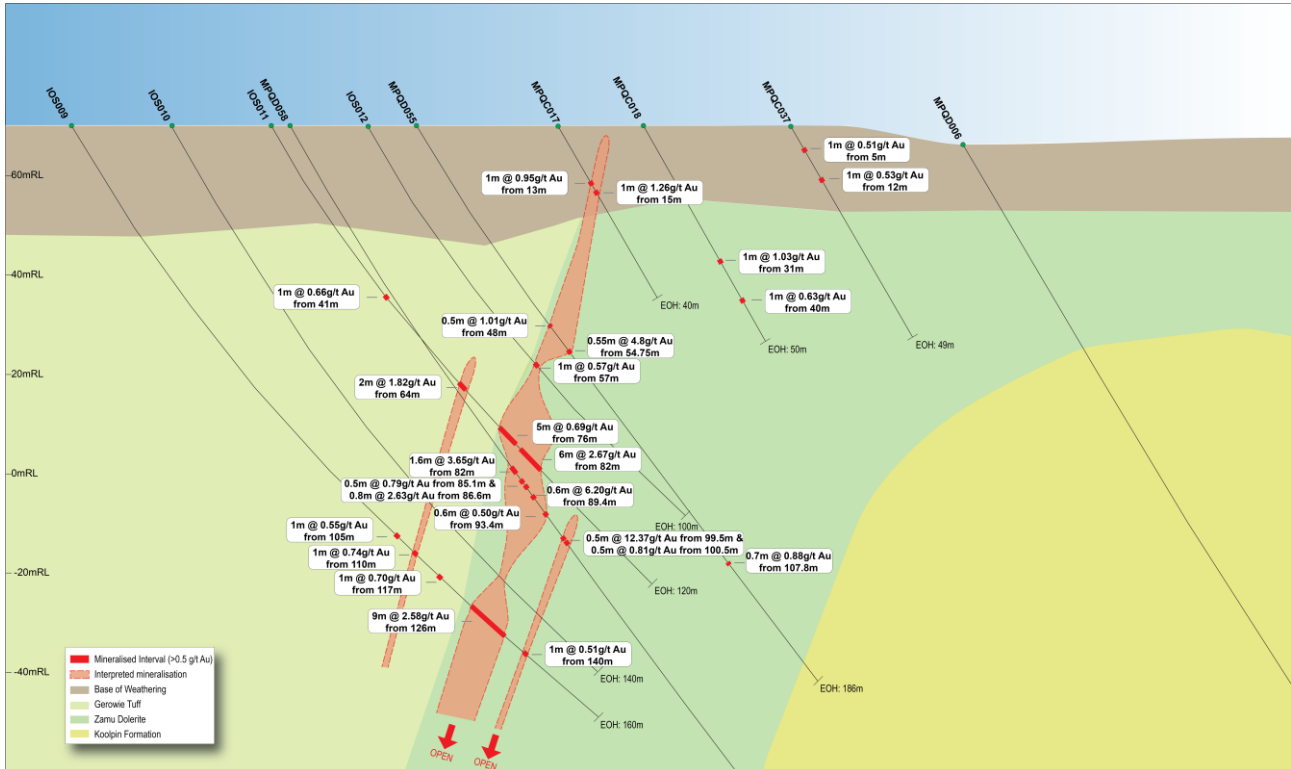 IOS009
IOS010
IOS011
MPQD058
IOS012
MPQD055
MPQC017
MPQC018
MPQC037
MPQD006
60mRL
40mRL
20mRL
0mRL
-20mRL
-40mRL
1m @ 0.51g/t Au
from 5m
1m @ 0.53g/t Au
from 12m
1m @ 0.95g/t Au
from 13m
1m @ 1.26g/t Au
from 15m
1m @ 1.03g/t Au
from 31m
1m @ 0.63g/t Au
from 40m
1m @ 0.66g/t Au
from 41m
EOH: 40m
EOH: 50m
EOH: 49m
0.5m @ 1.01g/t Au
from 48m
0.55m @ 4.8g/t Au
from 54.75m
1m @ 0.57g/t Au
from 57m
2m @ 1.82g/t Au
from 64m
5m @ 0.69g/t Au
from 76m
6m @ 2.67g/t Au
from 82m
1.6m @ 3.65g/t Au
from 82m
0.5m @ 0.79g/t Au from 85.1m &
0.8m @ 2.63g/t Au from 86.6m
0.6m @ 6.20g/t Au
from 89.4m
0.6m @ 0.50g/t Au
from 93.4m
EOH: 100m
1m @ 0.55g/t Au
from 105m
0.5m @ 12.37g/t Au from 99.5m &
0.5m @ 0.81g/t Au from 100.5m
0.7m @ 0.88g/t Au
from 107.8m
1m @ 0.74g/t Au
from 110m
1m @ 0.70g/t Au
from 117m
EOH: 120m
9m @ 2.58g/t Au
from 126m
1m @ 0.51g/t Au
from 140m
EOH: 140m
EOH: 186m
EOH: 160m
OPEN
OPEN
Mineralised Interval (>0.5 g/t Au)
Interpreted mineralisation
Base of Weathering
Gerowie Tuff
Zamu Dolerite
Koolpin Formation